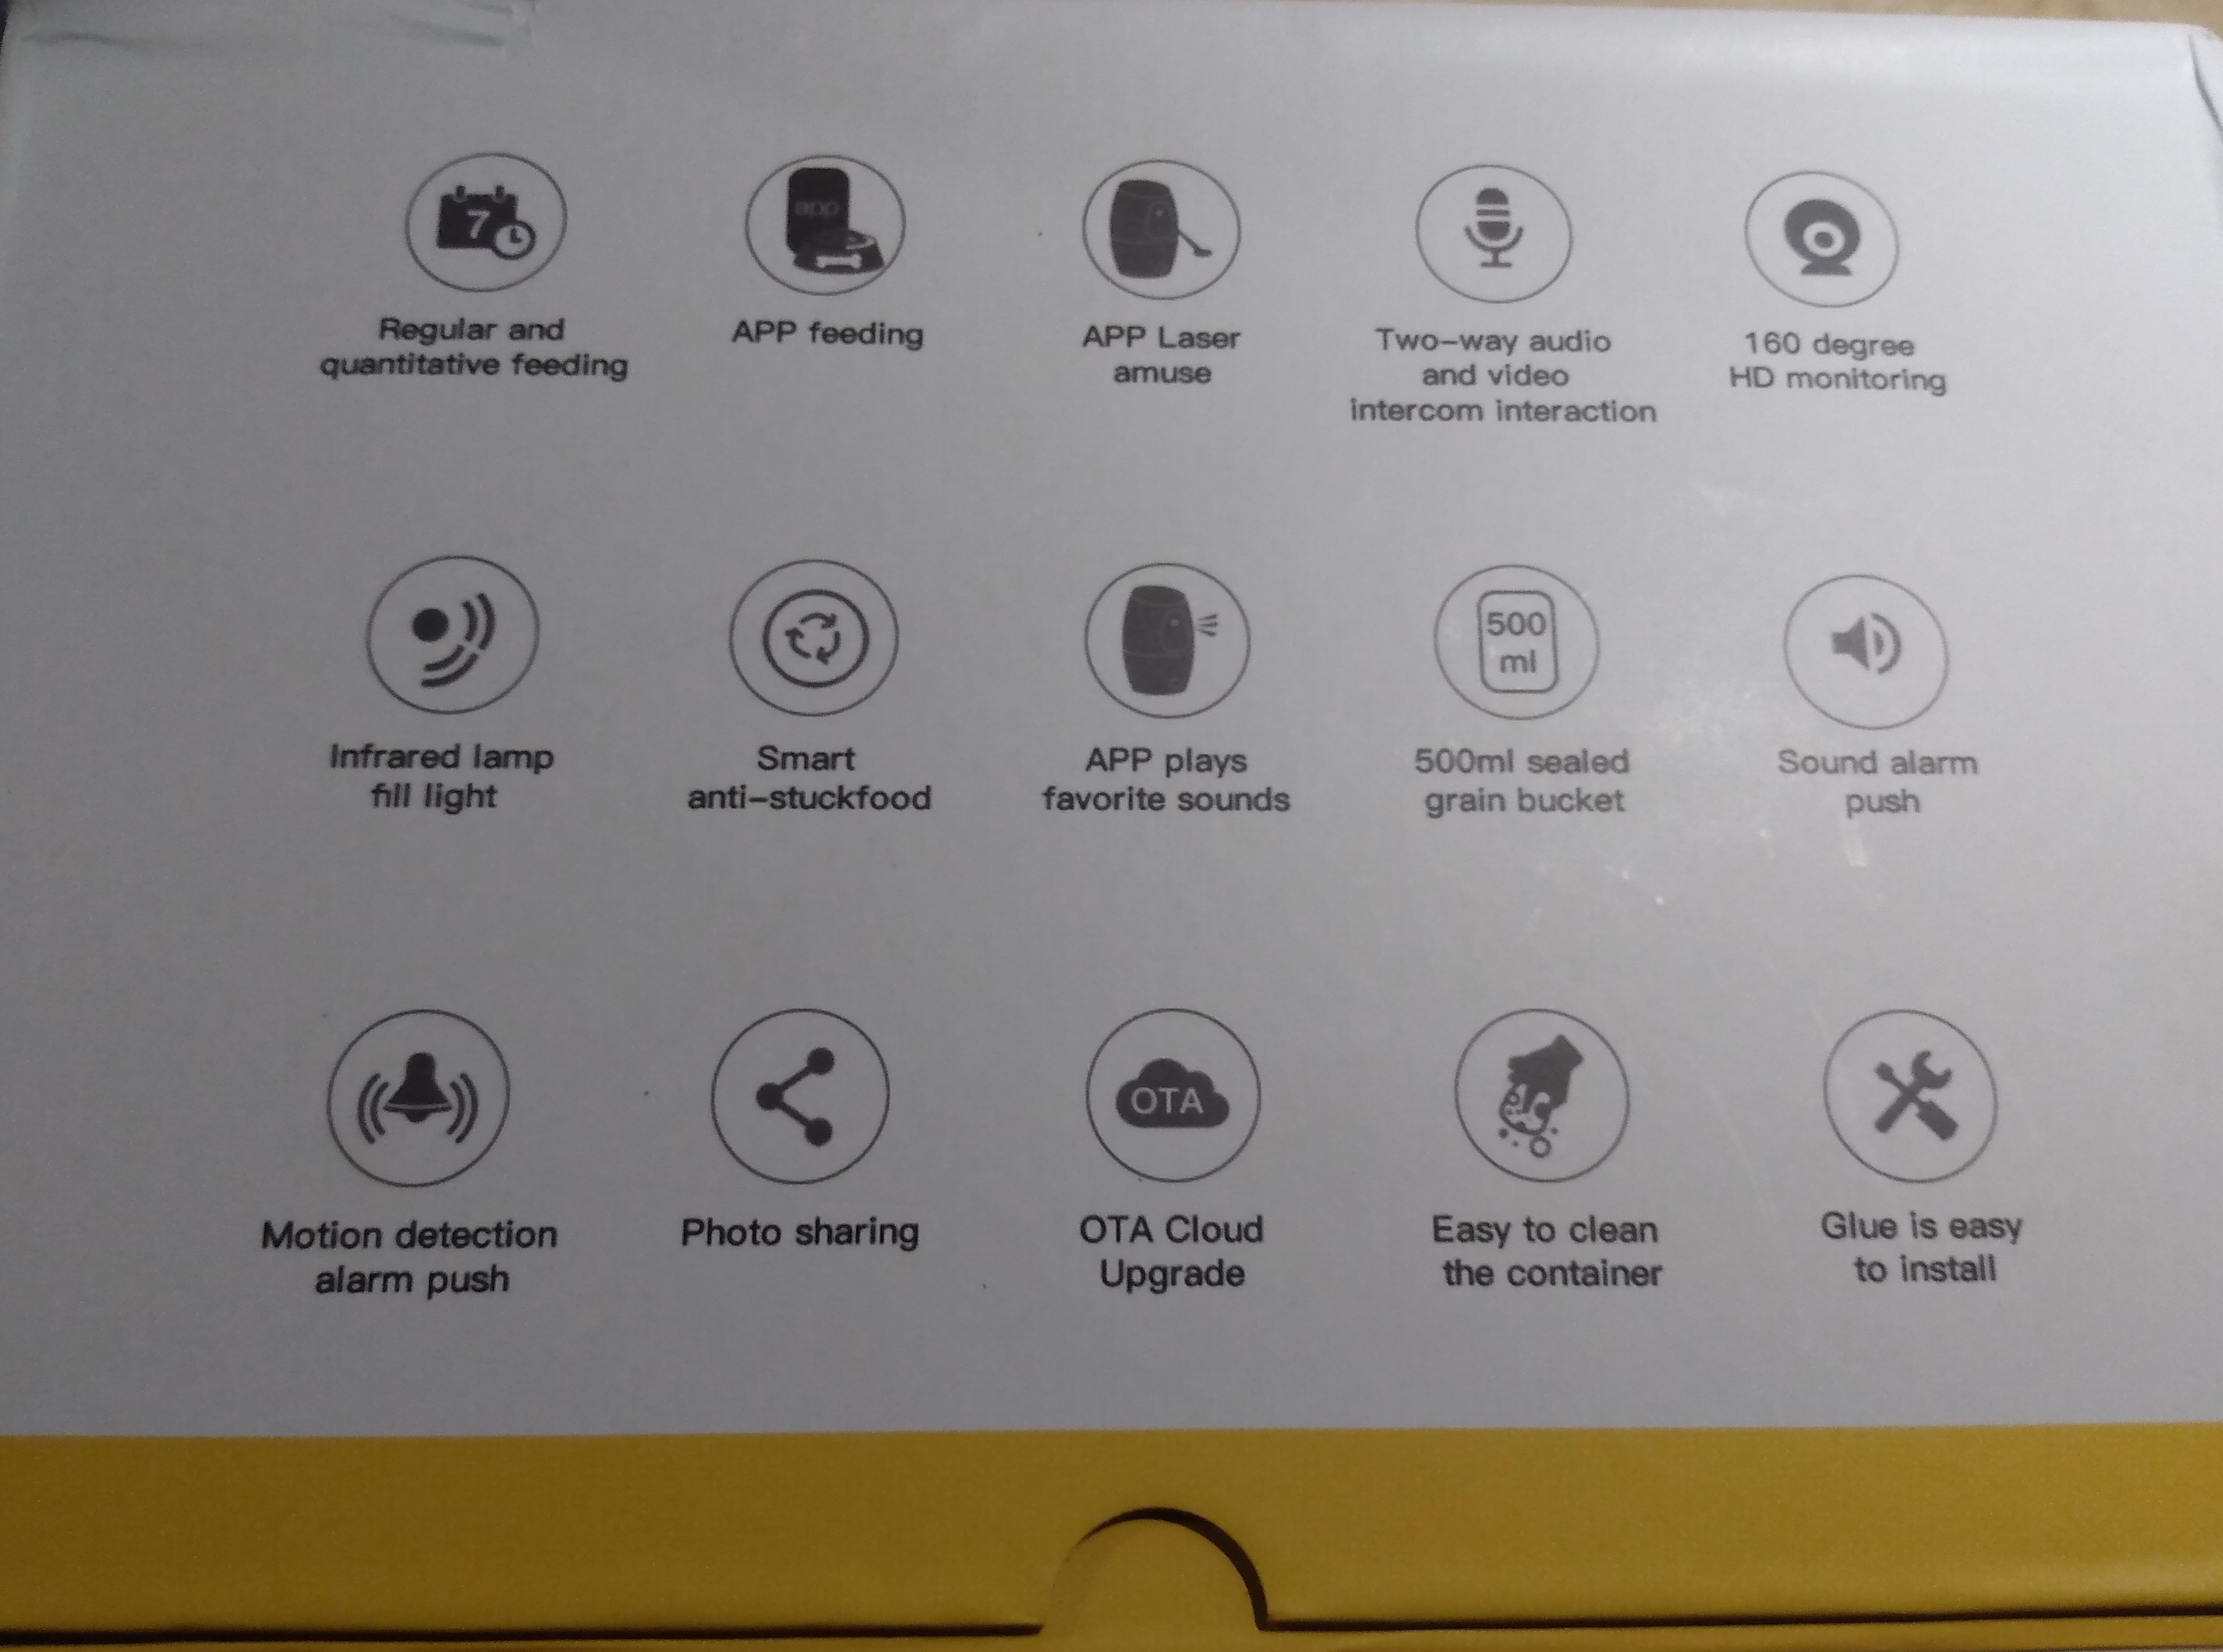 7
app
Regular and
quantitative feeding
APP feeding
APP Laser
amuse
Two-way audio
and video
intercom interaction
160 degree
HD monitoring
500
ml
Infrared lamp
fill light
Smart
anti-stuckfood
APP plays
favorite sounds
500ml sealed
grain bucket
Sound alarm
push
OTA
Motion detection
alarm push
Photo sharing
OTA Cloud
Upgrade
Easy to clean
the container
Glue is easy
to install